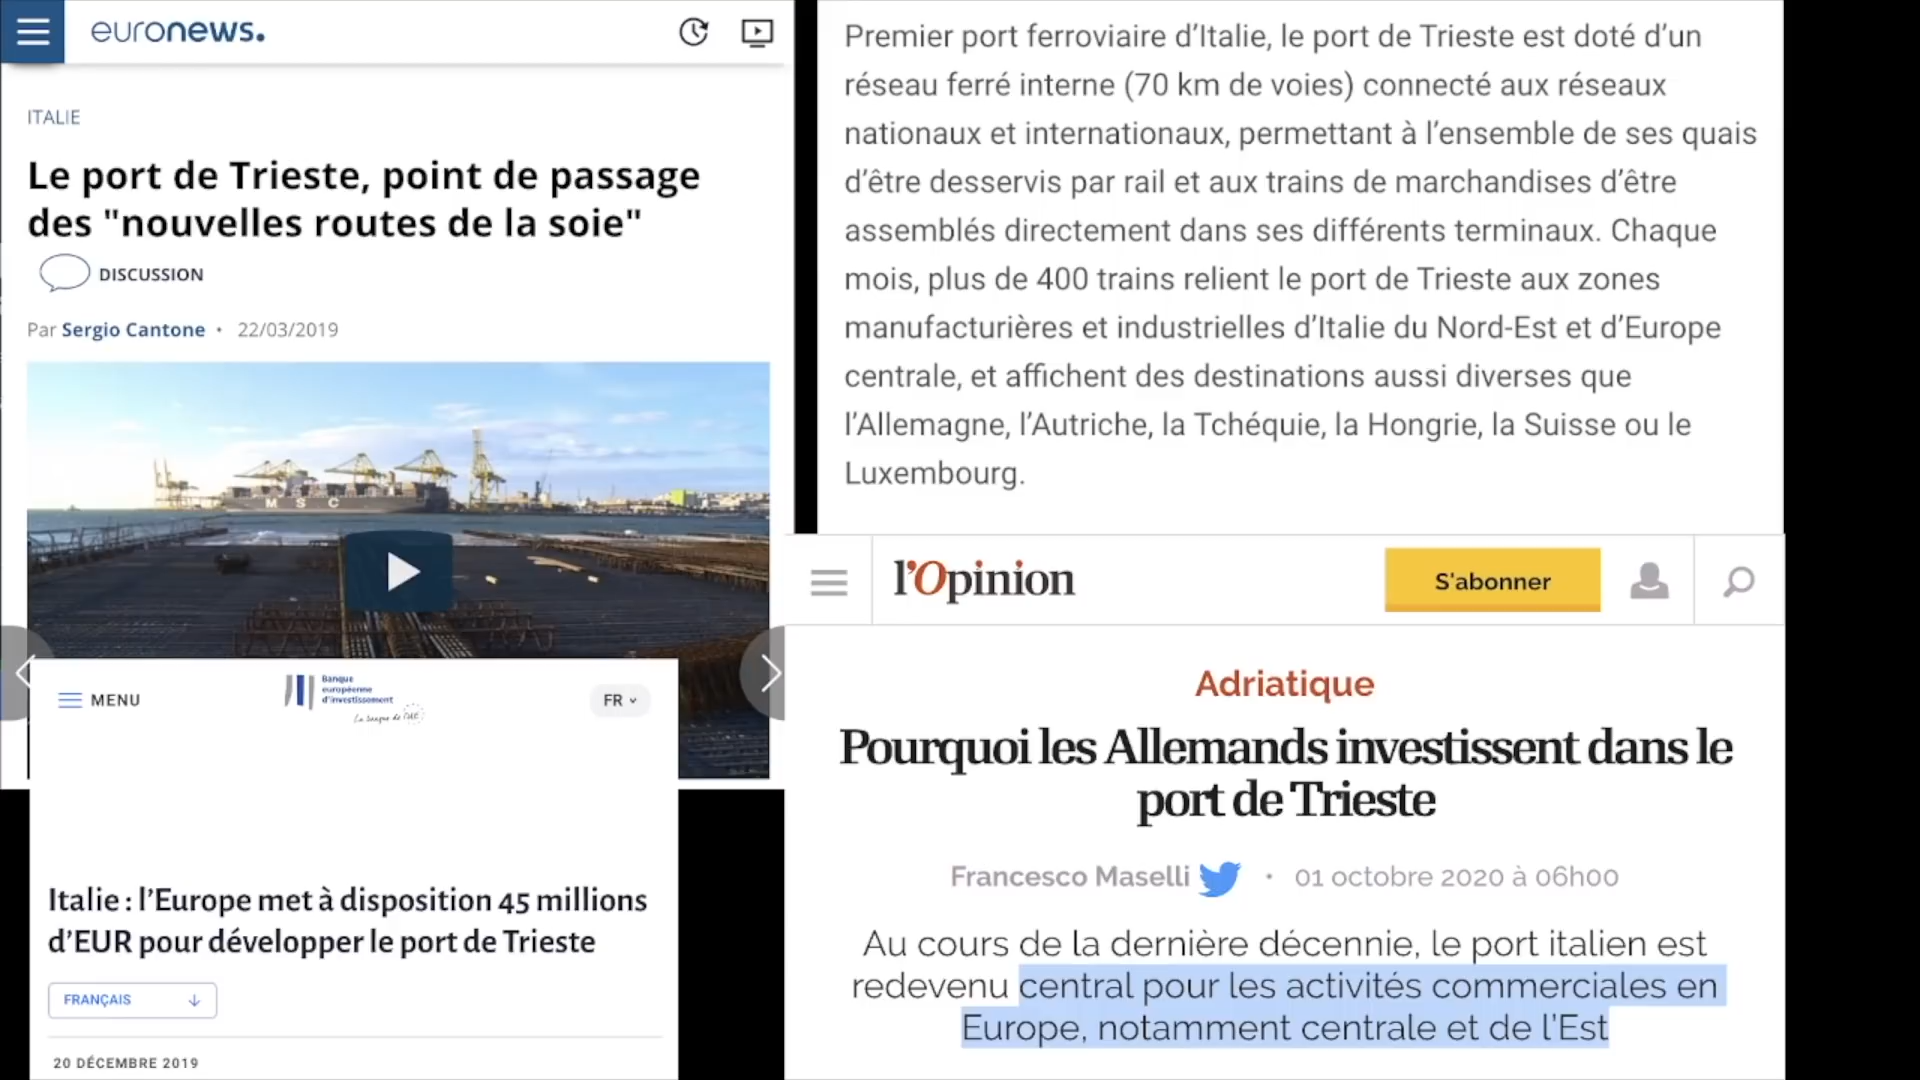 euronews.
ITALIE
Le port de Trieste, point de passage
des "nouvelles routes de la soie"
DISCUSSION
Par Sergio Cantone • 22/03/2019
M S C
MENU
Banque
européenne
d'investissement
La banque de l'UE
FR
Italie : l'Europe met à disposition 45 millions
d'EUR pour développer le port de Trieste
FRANÇAIS
20 DÉCEMBRE 2019
Premier port ferroviaire d'Italie, le port de Trieste est doté d'un
réseau ferré interne (70 km de voies) connecté aux réseaux
nationaux et internationaux, permettant à l'ensemble de ses quais
d'être desservis par rail et aux trains de marchandises d'être
assemblés directement dans ses différents terminaux. Chaque
mois, plus de 400 trains relient le port de Trieste aux zones
manufacturières et industrielles d'Italie du Nord-Est et d'Europe
centrale, et affichent des destinations aussi diverses que
l'Allemagne, l'Autriche, la Tchéquie, la Hongrie, la Suisse ou le
Luxembourg.
l'Opinion
S'abonner
Adriatique
Pourquoi les Allemands investissent dans le
port de Trieste
Francesco Maselli • 01 octobre 2020 à 06h00
Au cours de la dernière décennie, le port italien est
redevenu central pour les activités commerciales en
Europe, notamment centrale et de l'Est